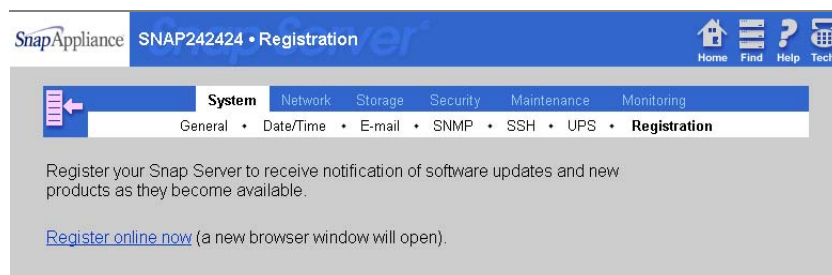 SnapAppliance SNAP242424 • Registration Snap Server
Home Find Help Tech
System Network Storage Security Maintenance Monitoring
General • Date/Time • E-mail • SNMP • SSH • UPS • Registration
Register your Snap Server to receive notification of software updates and new
products as they become available.
Register online now (a new browser window will open).